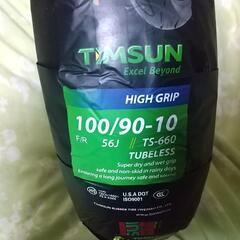 TIMSUN
Excel Beyond
HIGH GRIP
100/90-10
F/R 56J // TS-660
TUBELESS
Super dry and wet grip
safe and non-skid in rainy days
Ensuring a long journey safe and
U.S.A DOT
ISO9001